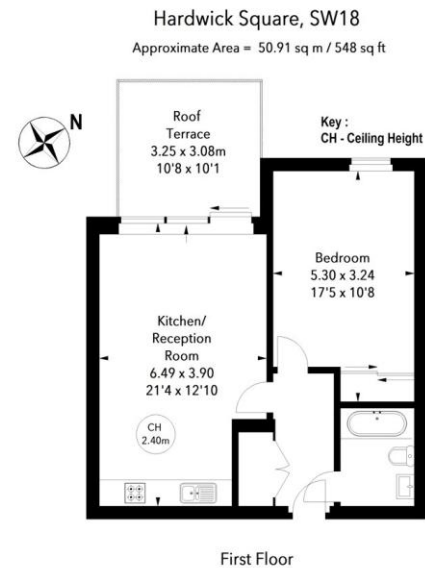 Hardwick Square, SW18
Approximate Area = 50.91 sq m / 548 sq ft
N
Roof
Terrace
3.25 x 3.08m
10'8 x 10'1
Key :
CH - Ceiling Height
Bedroom
5.30 x 3.24
17'5 x 10'8
Kitchen/
Reception
Room
6.49 x 3.90
21'4 x 12'10
CH
2.40m
First Floor